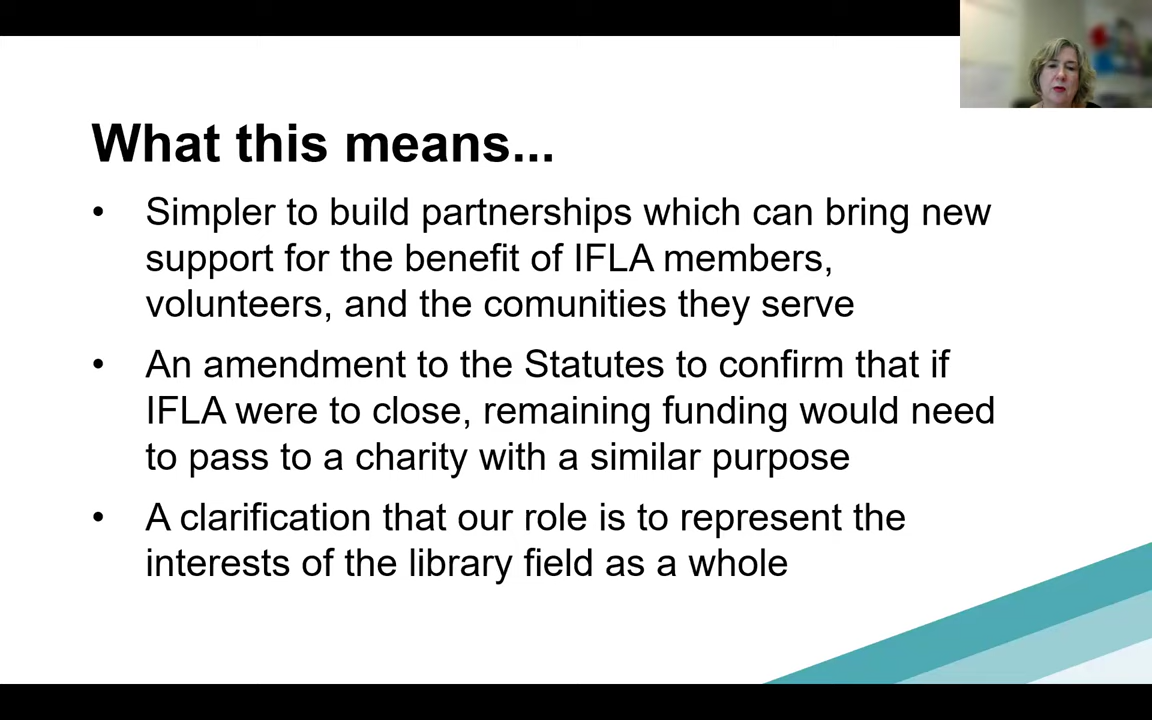 What this means...
• Simpler to build partnerships which can bring new
support for the benefit of IFLA members,
volunteers, and the comunities they serve
• An amendment to the Statutes to confirm that if
IFLA were to close, remaining funding would need
to pass to a charity with a similar purpose
• A clarification that our role is to represent the
interests of the library field as a whole